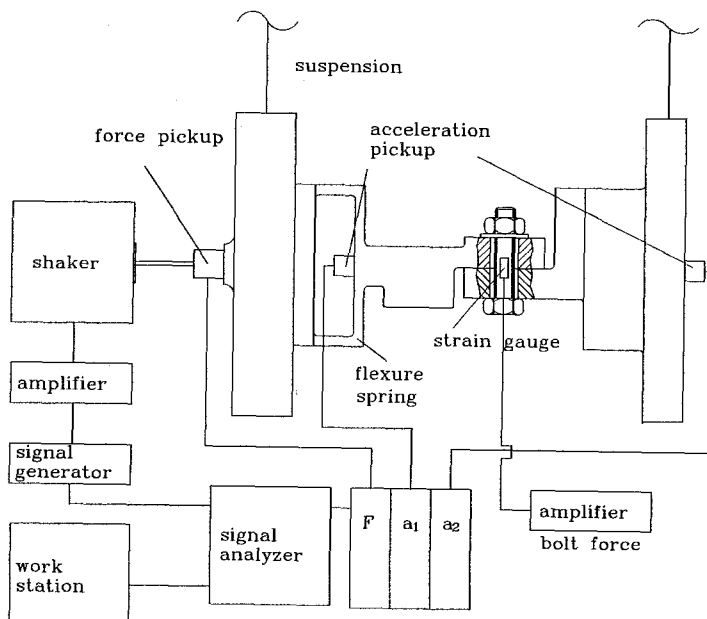 suspension
force pickup
acceleration
pickup
shaker
strain gauge
flexure
spring
amplifier
signal
generator
F
a1
a2
signal
analyzer
amplifier
bolt force
work
station